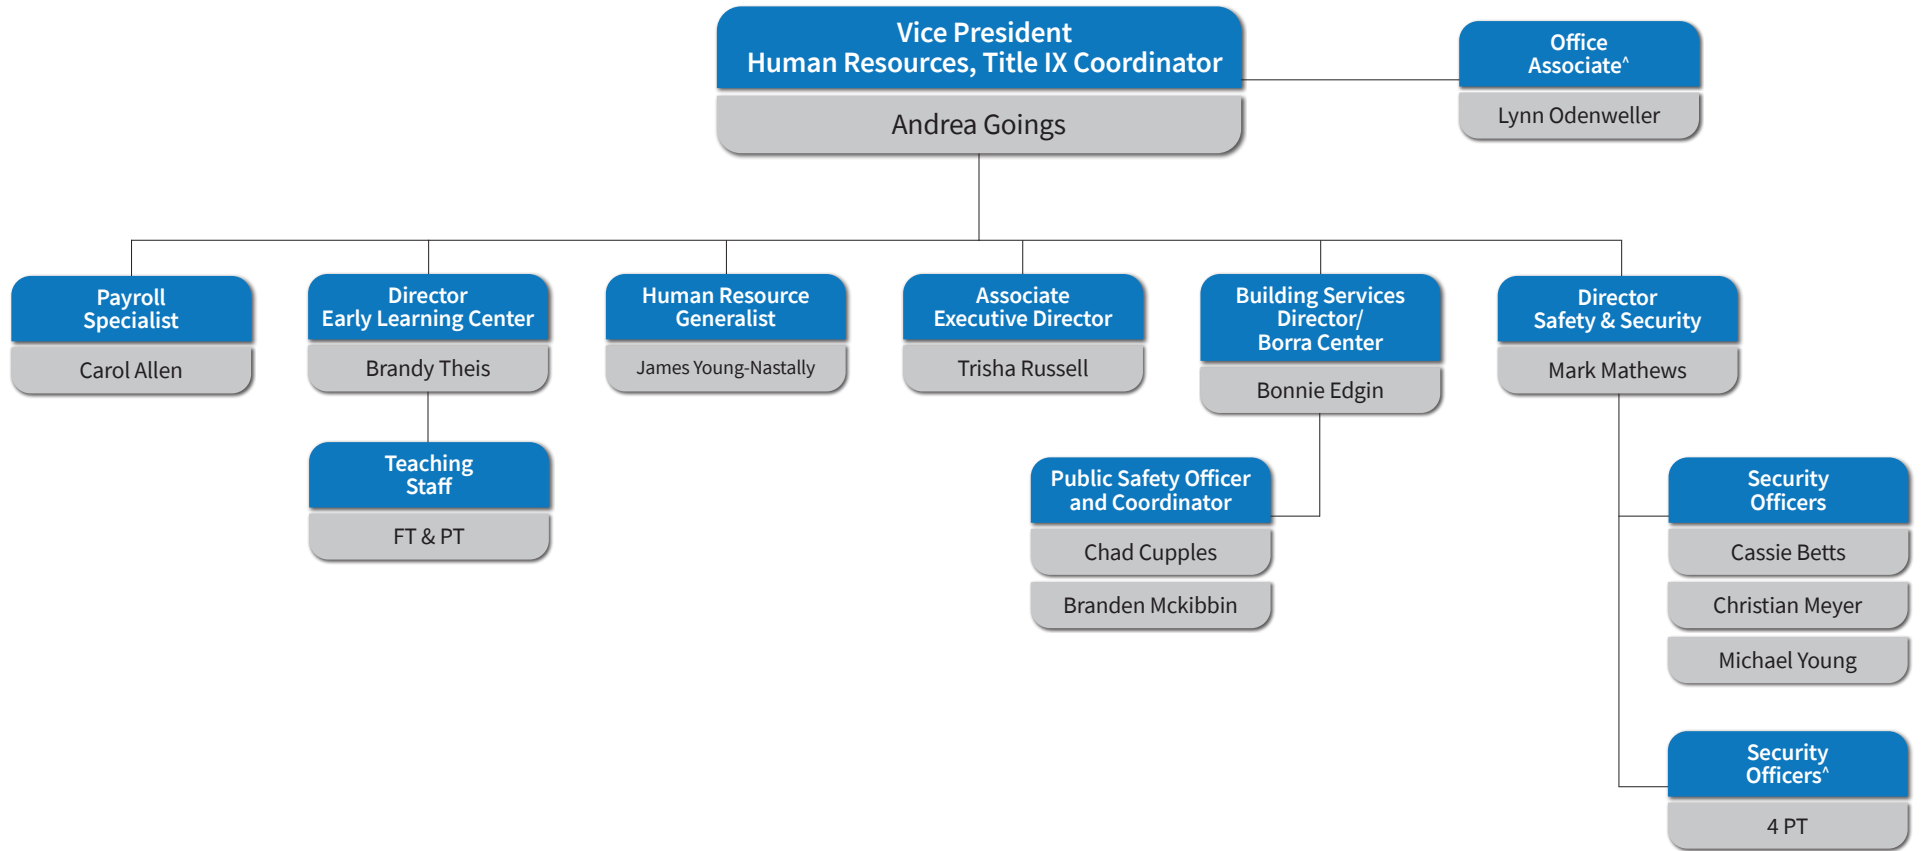 Vice President
Human Resources, Title IX Coordinator
Andrea Goings
Office
Associate^
Lynn Odenweller
Payroll
Specialist
Carol Allen
Director
Early Learning Center
Brandy Theis
Human Resource
Generalist
James Young-Nastally
Associate
Executive Director
Trisha Russell
Building Services
Director/
Borra Center
Bonnie Edgin
Director
Safety & Security
Mark Mathews
Teaching
Staff
FT & PT
Public Safety Officer
and Coordinator
Chad Cupples
Branden Mckibbin
Security
Officers
Cassie Betts
Christian Meyer
Michael Young
Security
Officers^
4 PT